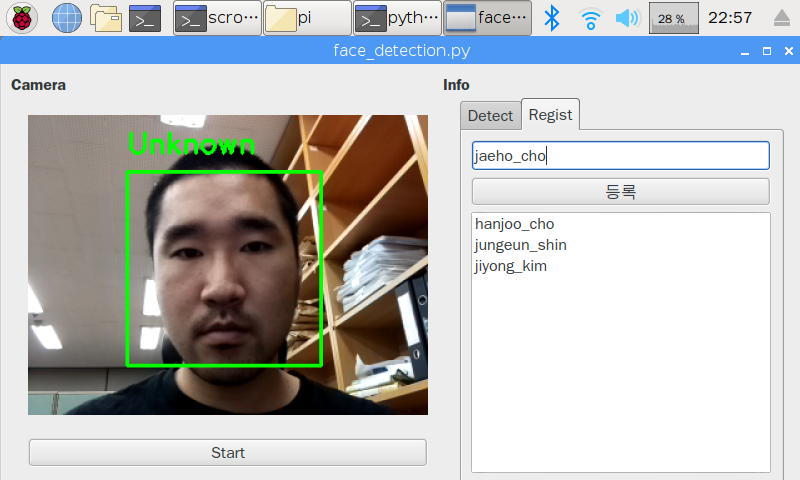 scro··· pi pyth··· face··· 28 % 22:57
face_detection.py
Camera
Info
Detect Regist
Unknown
jaeho_cho
등록
hanjoo_cho
jungeun_shin
jiyong_kim
Start